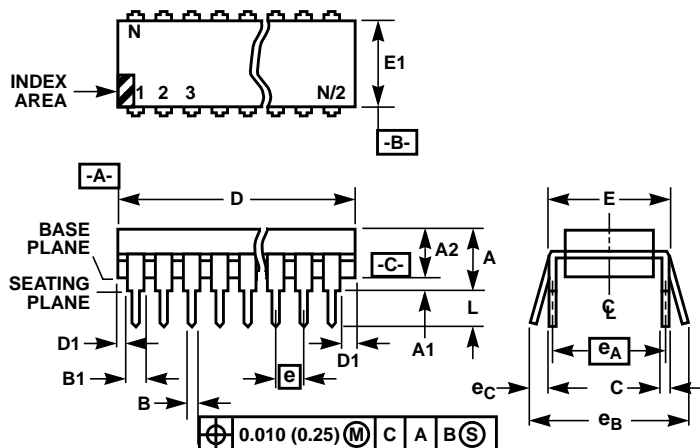 N
E1
INDEX
AREA
1 2 3 N/2
-B-
-A-
D
E
BASE
PLANE
A2
A
-C-
SEATING
PLANE
L
C
L
D1
A1
D1
e
eA
B1
eC
C
B
eB
0.010 (0.25) M C A B S